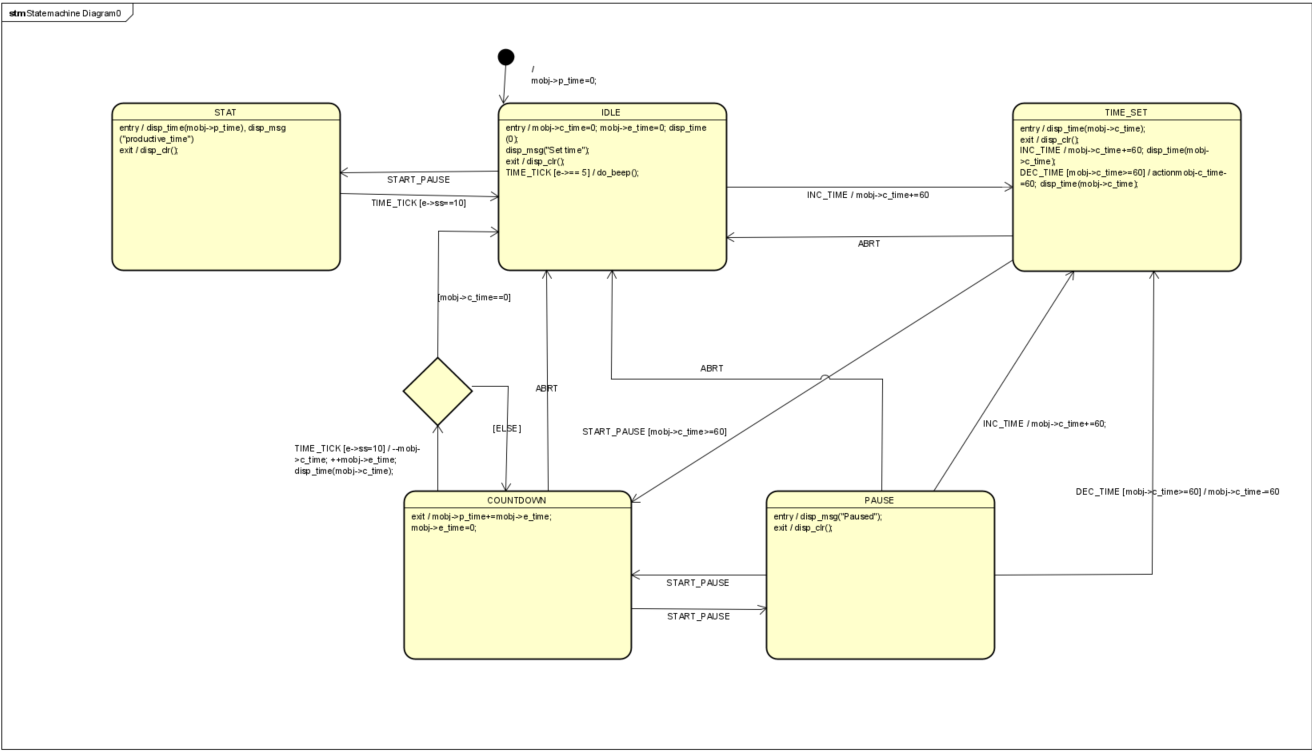 stm Statemachine Diagram0
/
mobj->p_time=0;
STAT
entry / disp_time(mobj->p_time), disp_msg
("productive_time")
exit / disp_clr();
IDLE
entry / mobj->c_time=0; mobj->e_time=0; disp_time
(0);
disp_msg("Set time");
exit / disp_clr();
TIME_TICK [e->== 5] / do_beep();
TIME_SET
entry / disp_time(mobj->c_time);
exit / disp_clr();
INC_TIME / mobj->c_time+=60; disp_time(mobj-
>c_time);
DEC_TIME [mobj->c_time>=60] / actionmobj-c_time-
=60; disp_time(mobj->c_time);
START_PAUSE
TIME_TICK [e->ss==10]
INC_TIME / mobj->c_time+=60
ABRT
[mobj->c_time==0]
ABRT
ABRT
[ELSE]
START_PAUSE [mobj->c_time>=60]
INC_TIME / mobj->c_time+=60;
TIME_TICK [e->ss=10] / --mobj-
>c_time; ++mobj->e_time;
disp_time(mobj->c_time);
DEC_TIME [mobj->c_time>=60] / mobj->c_time-=60
COUNTDOWN
exit / mobj->p_time+=mobj->e_time;
mobj->e_time=0;
PAUSE
entry / disp_msg("Paused");
exit / disp_clr();
START_PAUSE
START_PAUSE